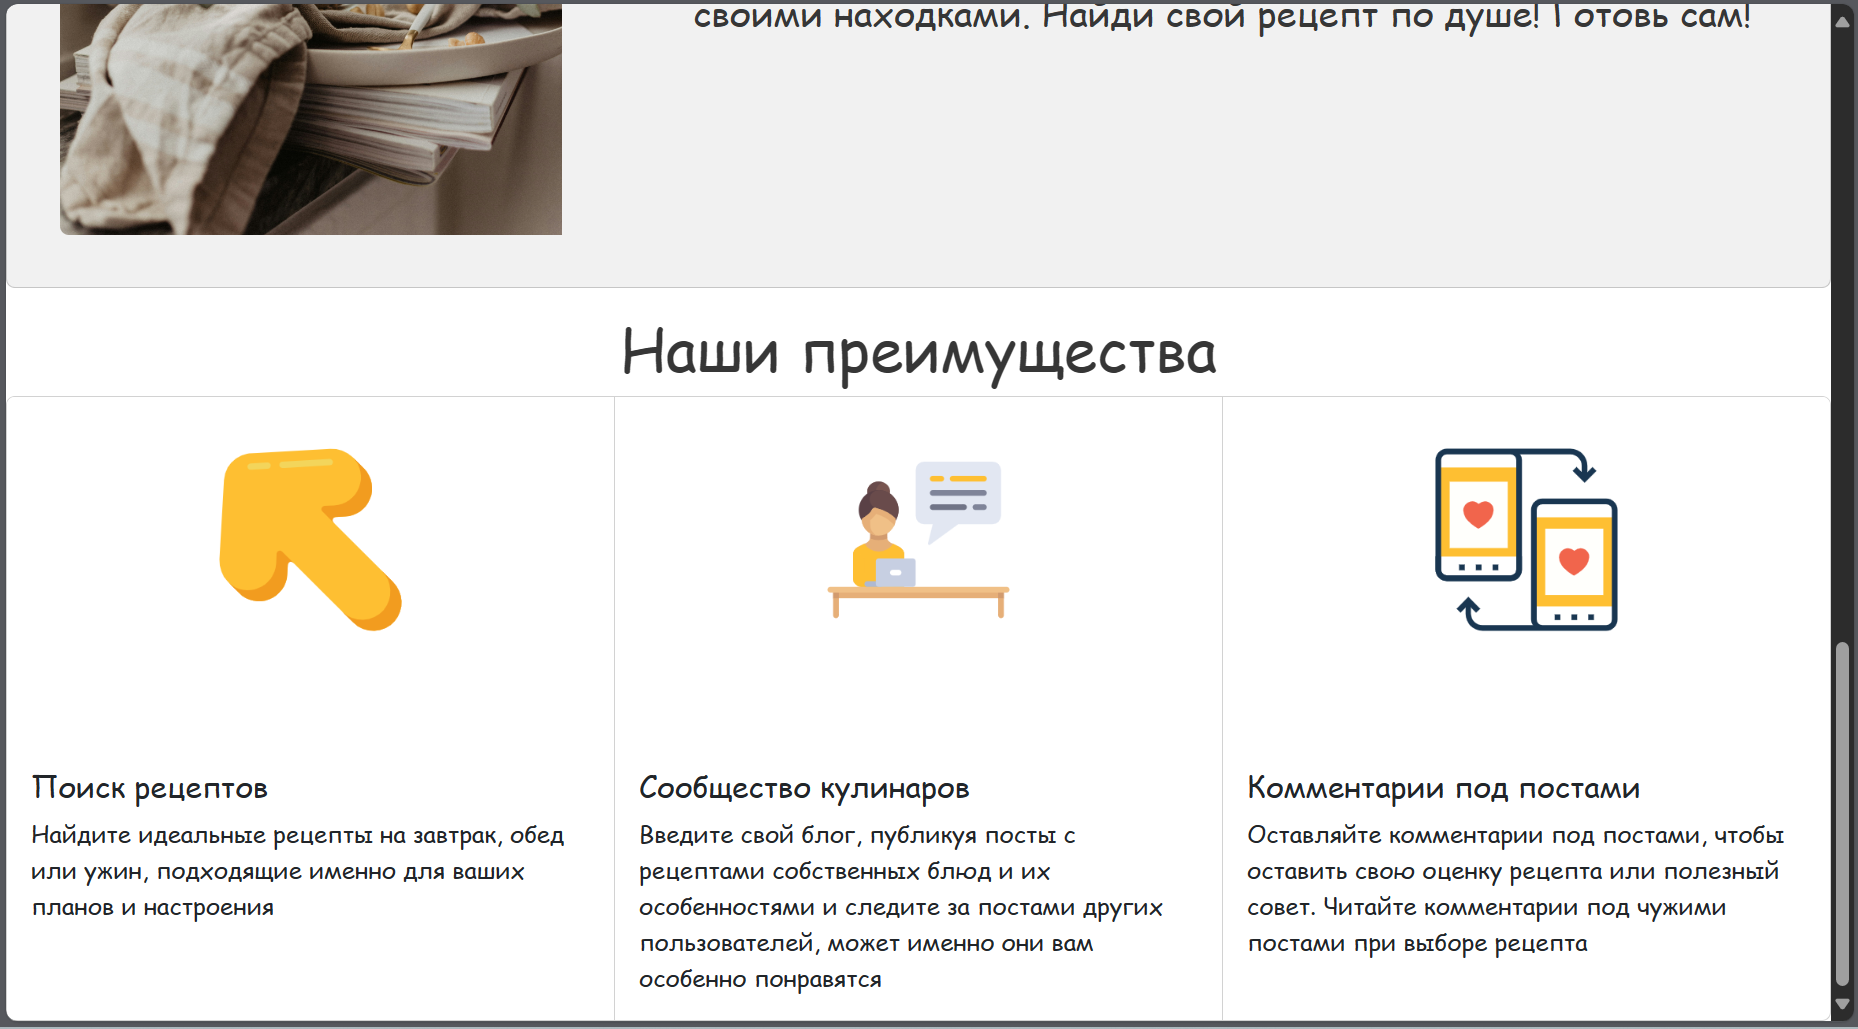 своими находками. Найди свой рецепт по душе! Готовь сам!
Наши преимущества
Поиск рецептов
Найдите идеальные рецепты на завтрак, обед
или ужин, подходящие именно для ваших
планов и настроения
Сообщество кулинаров
Введите свой блог, публикуя посты с
рецептами собственных блюд и их
особенностями и следите за постами других
пользователей, может именно они вам
особенно понравятся
Комментарии под постами
Оставляйте комментарии под постами, чтобы
оставить свою оценку рецепта или полезный
совет. Читайте комментарии под чужими
постами при выборе рецепта